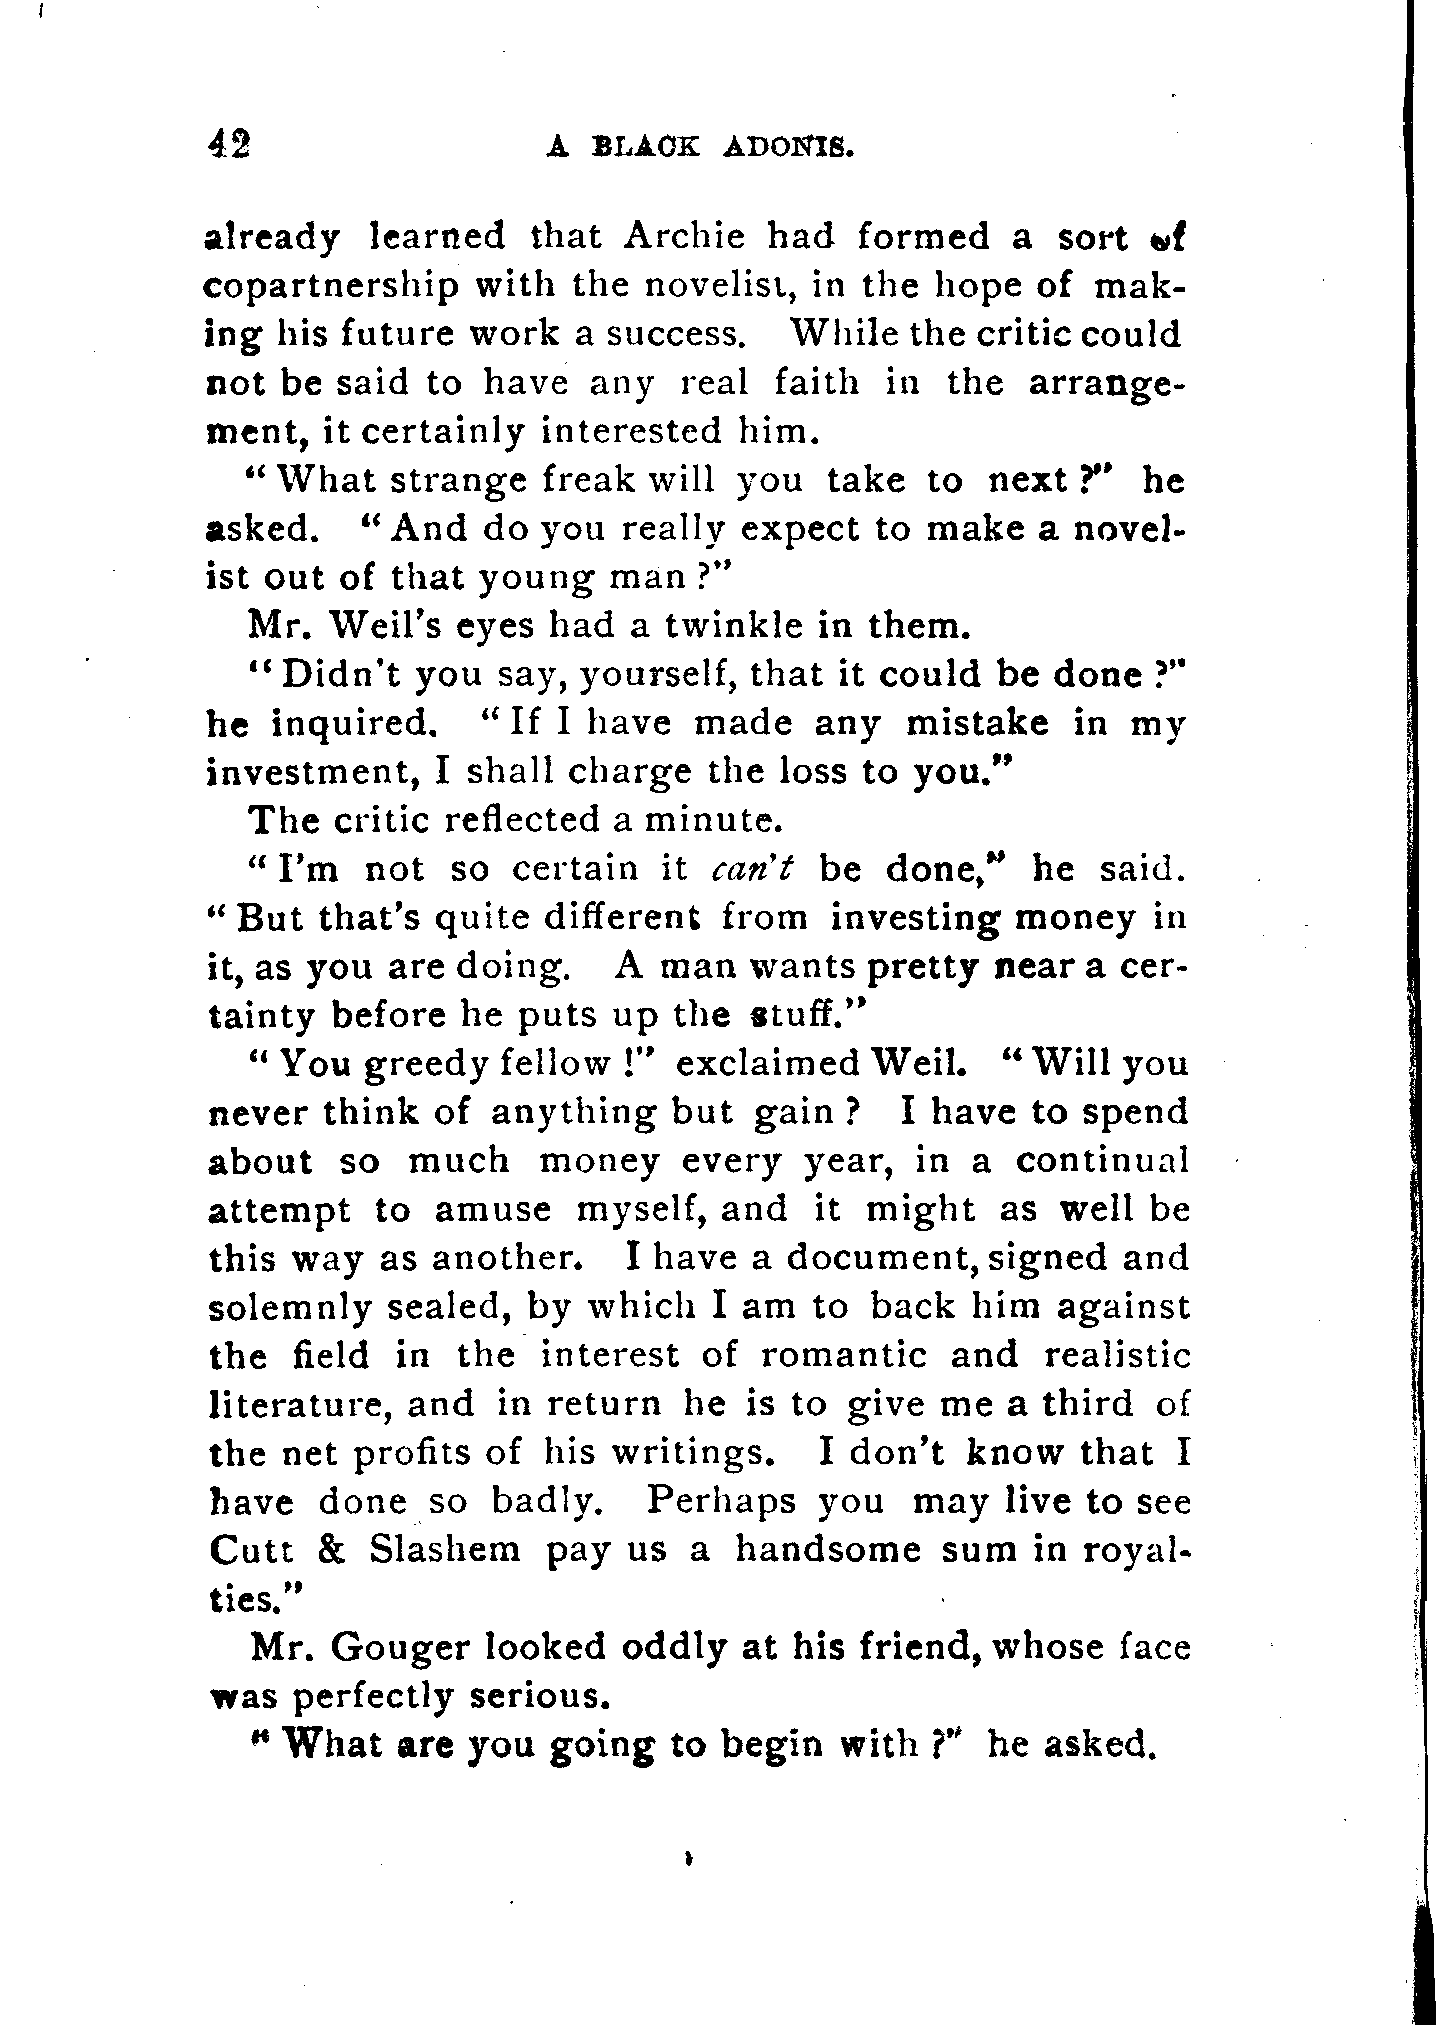 42 A BLACK ADONIS.
already learned that Archie had formed a sort of
copartnership with the novelist, in the hope of mak-
ing his future work a success. While the critic could
not be said to have any real faith in the arrange-
ment, it certainly interested him.
"What strange freak will you take to next?" he
asked. "And do you really expect to make a novel-
ist out of that young man?"
Mr. Weil's eyes had a twinkle in them.
"Didn't you say, yourself, that it could be done?"
he inquired. "If I have made any mistake in my
investment, I shall charge the loss to you."
The critic reflected a minute.
"I'm not so certain it can't be done," he said.
"But that's quite different from investing money in
it, as you are doing. A man wants pretty near a cer-
tainty before he puts up the stuff."
"You greedy fellow!" exclaimed Weil. "Will you
never think of anything but gain? I have to spend
about so much money every year, in a continual
attempt to amuse myself, and it might as well be
this way as another. I have a document, signed and
solemnly sealed, by which I am to back him against
the field in the interest of romantic and realistic
literature, and in return he is to give me a third of
the net profits of his writings. I don't know that I
have done so badly. Perhaps you may live to see
Cutt & Slashem pay us a handsome sum in royal-
ties."
Mr. Gouger looked oddly at his friend, whose face
was perfectly serious.
"What are you going to begin with?" he asked.